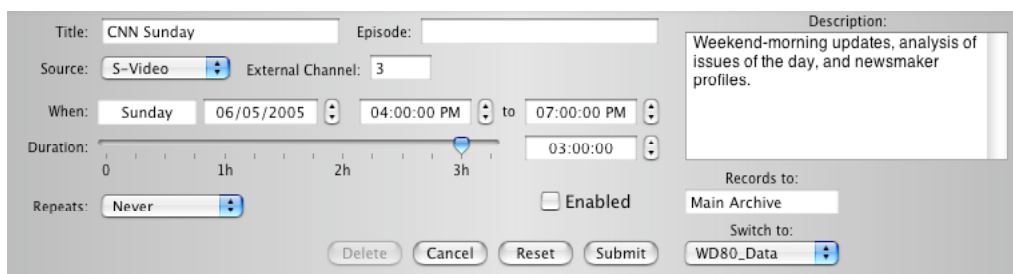 Title: CNN Sunday Episode:
Source: S-Video External Channel: 3
When: Sunday 06/05/2005 04:00:00 PM to 07:00:00 PM
Duration: 03:00:00
0 1h 2h 3h
Repeats: Never Enabled
Delete Cancel Reset Submit
Description:
Weekend-morning updates, analysis of
issues of the day, and newsmaker
profiles.
Records to:
Main Archive
Switch to:
WD80_Data